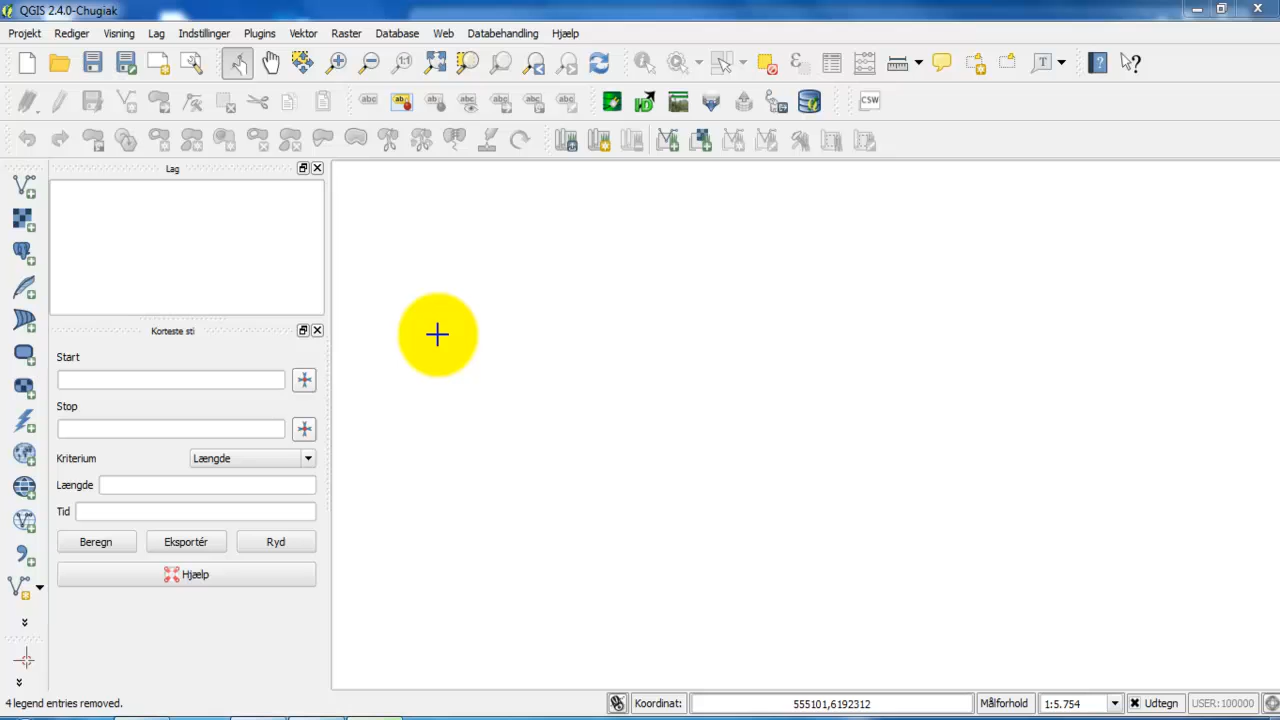 QGIS 2.4.0-Chugiak
Projekt Rediger Visning Lag Indstillinger Plugins Vektor Raster Database Web Databehandling Hjælp
CSW
Lag
Korteste sti
Start
Stop
Kriterium Længde
Længde
Tid
Beregn Eksportér Ryd
Hjælp
4 legend entries removed. Koordinat: 555101,6192312 Målforhold 1:5.754 Udtegn USER:100000